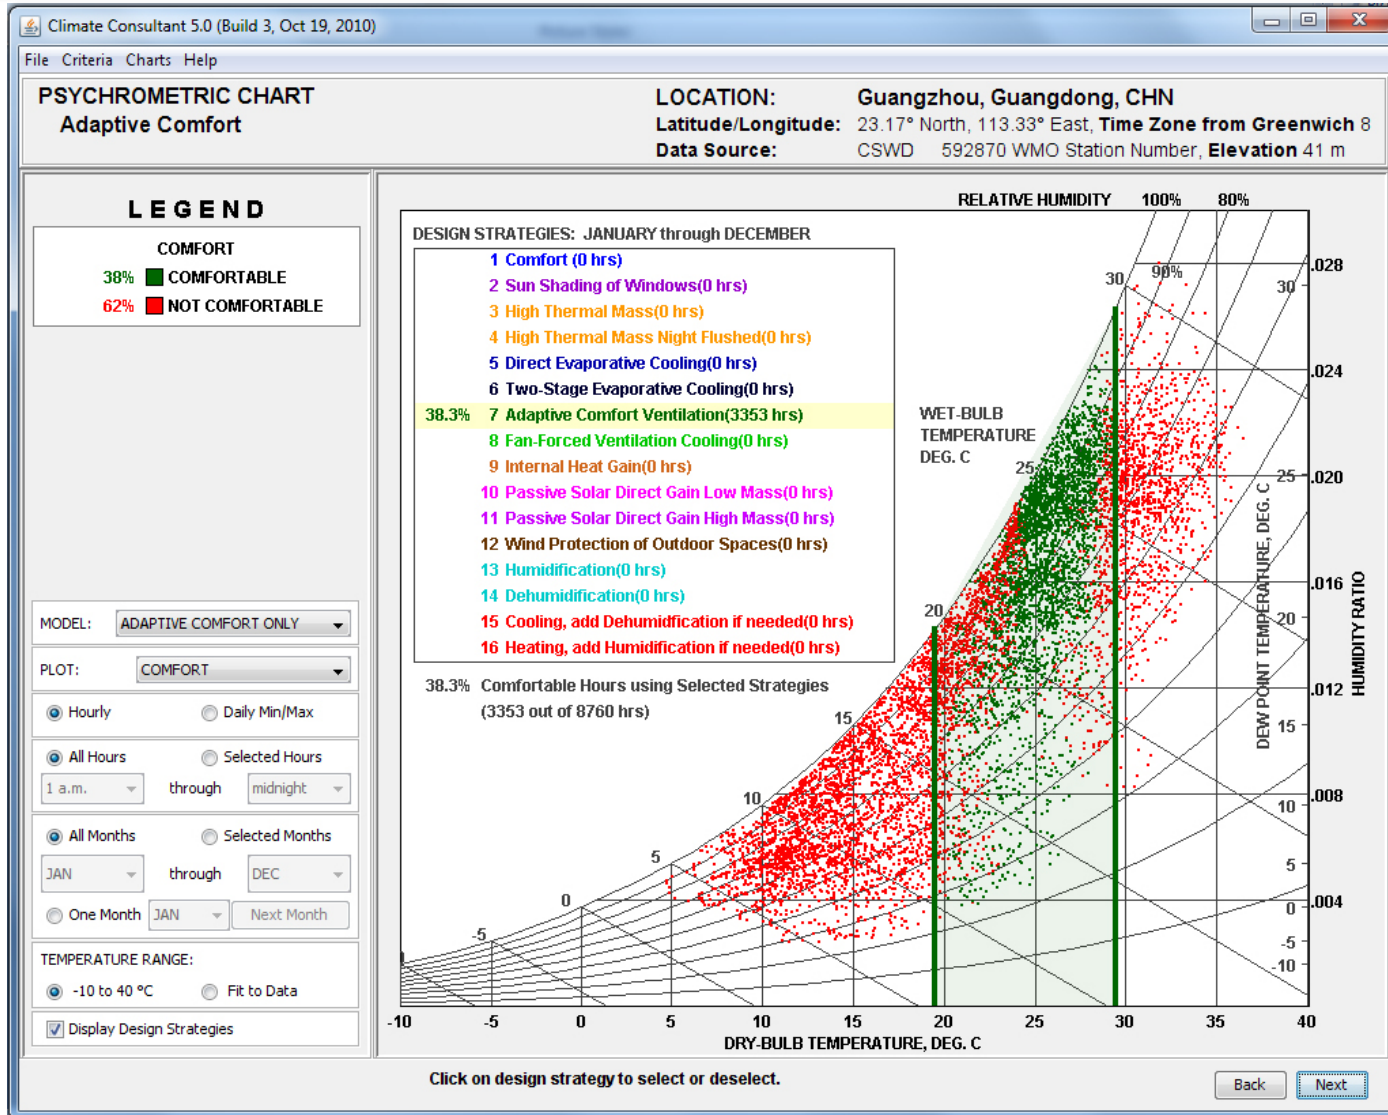 Climate Consultant 5.0 (Build 3, Oct 19, 2010)
File Criteria Charts Help
PSYCHROMETRIC CHART
Adaptive Comfort
LOCATION: Guangzhou, Guangdong, CHN
Latitude/Longitude: 23.17° North, 113.33° East, Time Zone from Greenwich 8
Data Source: CSWD 592870 WMO Station Number, Elevation 41 m
LEGEND
COMFORT
38% COMFORTABLE
62% NOT COMFORTABLE
MODEL: ADAPTIVE COMFORT ONLY
PLOT: COMFORT
Hourly Daily Min/Max
All Hours Selected Hours
1 a.m. through midnight
All Months Selected Months
JAN through DEC
One Month JAN Next Month
TEMPERATURE RANGE:
-10 to 40 °C Fit to Data
Display Design Strategies
RELATIVE HUMIDITY 100% 80%
90%
DESIGN STRATEGIES: JANUARY through DECEMBER
1 Comfort (0 hrs)
2 Sun Shading of Windows(0 hrs)
3 High Thermal Mass(0 hrs)
4 High Thermal Mass Night Flushed(0 hrs)
5 Direct Evaporative Cooling(0 hrs)
6 Two-Stage Evaporative Cooling(0 hrs)
38.3% 7 Adaptive Comfort Ventilation(3353 hrs)
8 Fan-Forced Ventilation Cooling(0 hrs)
9 Internal Heat Gain(0 hrs)
10 Passive Solar Direct Gain Low Mass(0 hrs)
11 Passive Solar Direct Gain High Mass(0 hrs)
12 Wind Protection of Outdoor Spaces(0 hrs)
13 Humidification(0 hrs)
14 Dehumidification(0 hrs)
15 Cooling, add Dehumidfication if needed(0 hrs)
16 Heating, add Humidification if needed(0 hrs)
38.3% Comfortable Hours using Selected Strategies
(3353 out of 8760 hrs)
WET-BULB
TEMPERATURE
DEG. C
30
25
20
15
10
5
0
-5
DEW POINT TEMPERATURE, DEG. C
30
25
20
15
10
5
0
-5
-10
HUMIDITY RATIO
.028
.024
.020
.016
.012
.008
.004
-10 -5 0 5 10 15 20 25 30 35 40
DRY-BULB TEMPERATURE, DEG. C
Click on design strategy to select or deselect.
Back Next